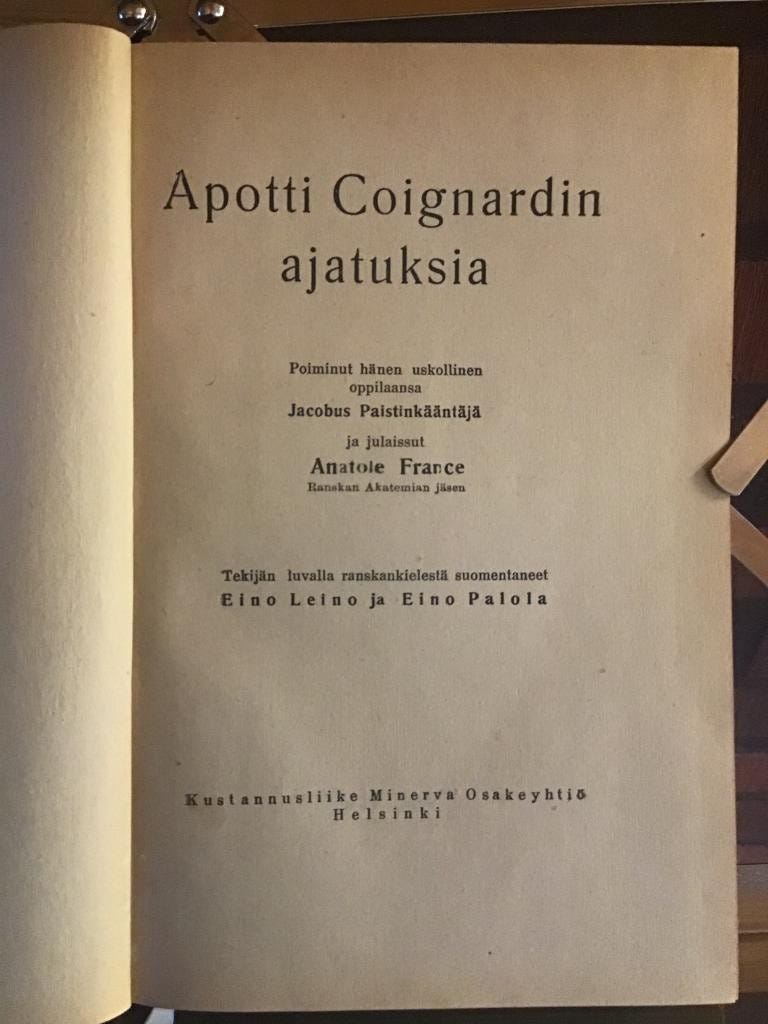 Apotti Coignardin
ajatuksia
Poiminut hänen uskollinen
oppilaansa
Jacobus Paistinkääntäjä
ja julaissut
Anatole France
Ranskan Akatemian jäsen
Tekijän luvalla ranskankielestä suomentaneet
Eino Leino ja Eino Palola
Kustannusliike Minerva Osakeyhtiö
Helsinki